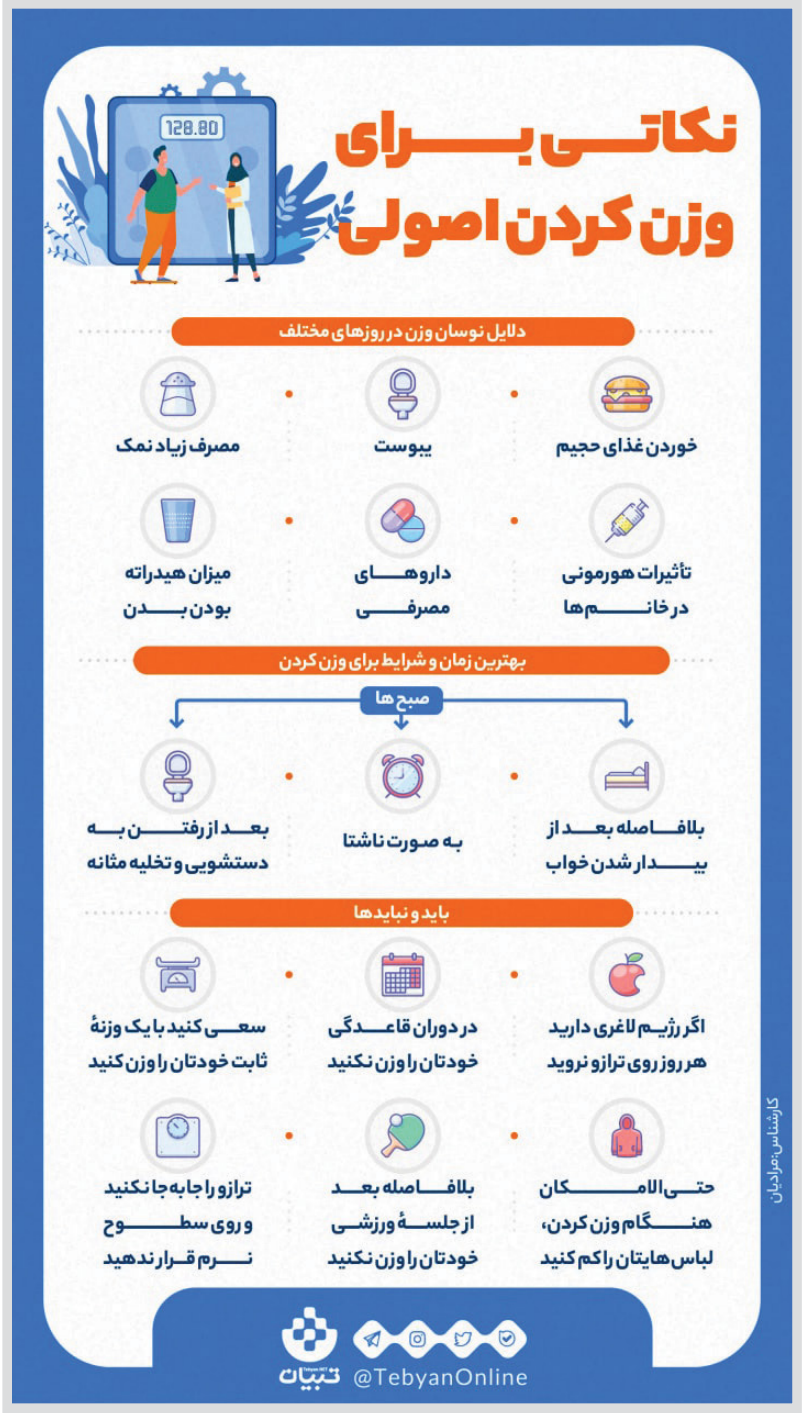 128.80
نکاتی برای
وزن کردن اصولی
دلایل نوسان وزن در روزهای مختلف
خوردن غذای حجیم
یبوست
مصرف زیاد نمک
تأثیرات هورمونی
در خانم‌ها
داروهای
مصرفی
میزان هیدراته
بودن بدن
بهترین زمان و شرایط برای وزن کردن
صبح‌ها
بلافاصله بعد از
بیدار شدن خواب
به صورت ناشتا
بعد از رفتن به
دستشویی و تخلیه مثانه
باید و نبایدها
اگر رژیم لاغری دارید
هر روز روی ترازو نروید
در دوران قاعدگی
خودتان را وزن نکنید
سعی کنید با یک وزنهٔ
ثابت خودتان را وزن کنید
حتی‌الامکان
هنگام وزن کردن،
لباس‌هایتان را کم کنید
بلافاصله بعد
از جلسهٔ ورزشی
خودتان را وزن نکنید
ترازو را جابه‌جا نکنید
و روی سطوح
نرم قرار ندهید
کارشناس: مرادیان
Tebyan.NET
تبیان
@TebyanOnline